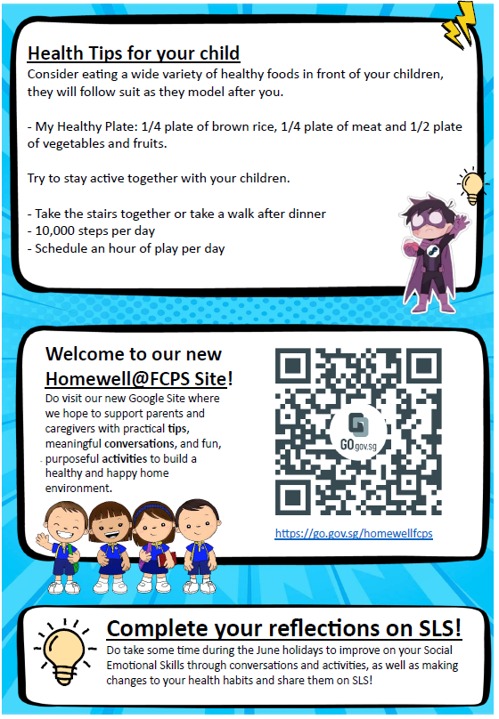 Health Tips for your child
Consider eating a wide variety of healthy foods in front of your children,
they will follow suit as they model after you.
- My Healthy Plate: 1/4 plate of brown rice, 1/4 plate of meat and 1/2 plate
of vegetables and fruits.
Try to stay active together with your children.
- Take the stairs together or take a walk after dinner
- 10,000 steps per day
- Schedule an hour of play per day
Welcome to our new
Homewell@FCPS Site!
Do visit our new Google Site where
we hope to support parents and
caregivers with practical tips,
meaningful conversations, and fun,
purposeful activities to build a
healthy and happy home
environment.
GO.gov.sg
https://go.gov.sg/homewellfcps
Complete your reflections on SLS!
Do take some time during the June holidays to improve on your Social
Emotional Skills through conversations and activities, as well as making
changes to your health habits and share them on SLS!